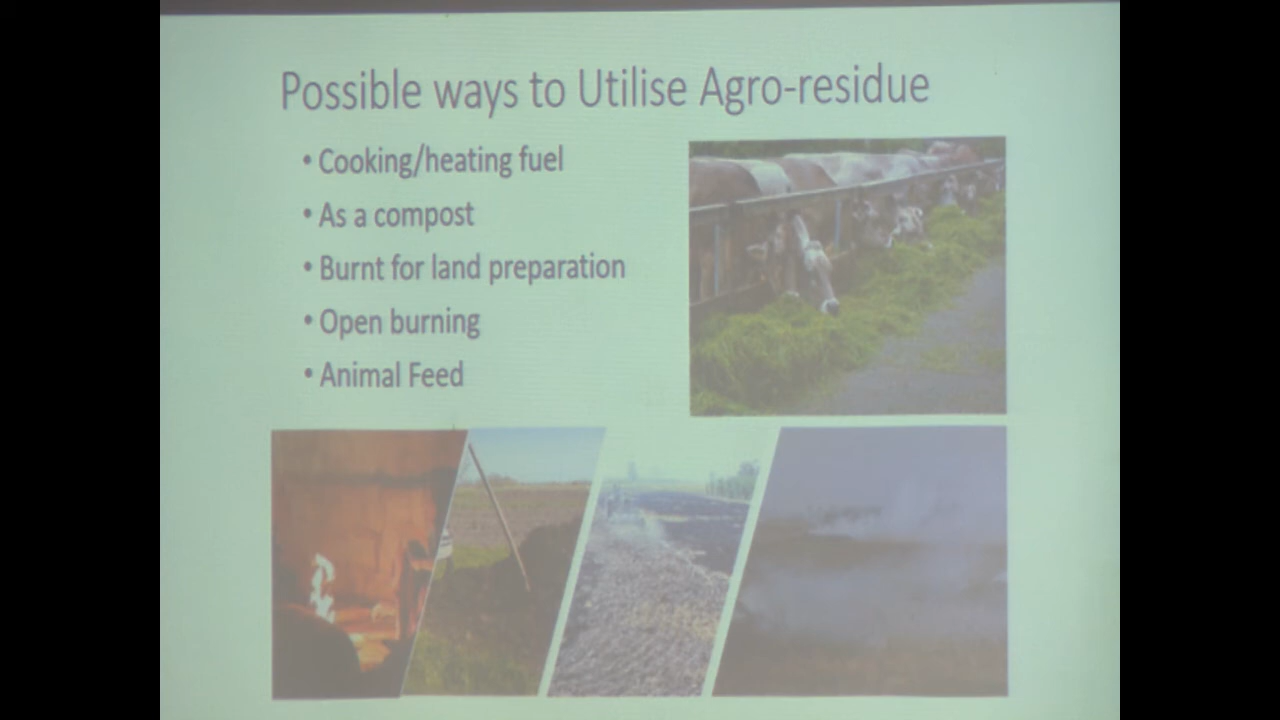 Possible ways to Utilise Agro-residue
• Cooking/heating fuel
• As a compost
• Burnt for land preparation
• Open burning
• Animal Feed